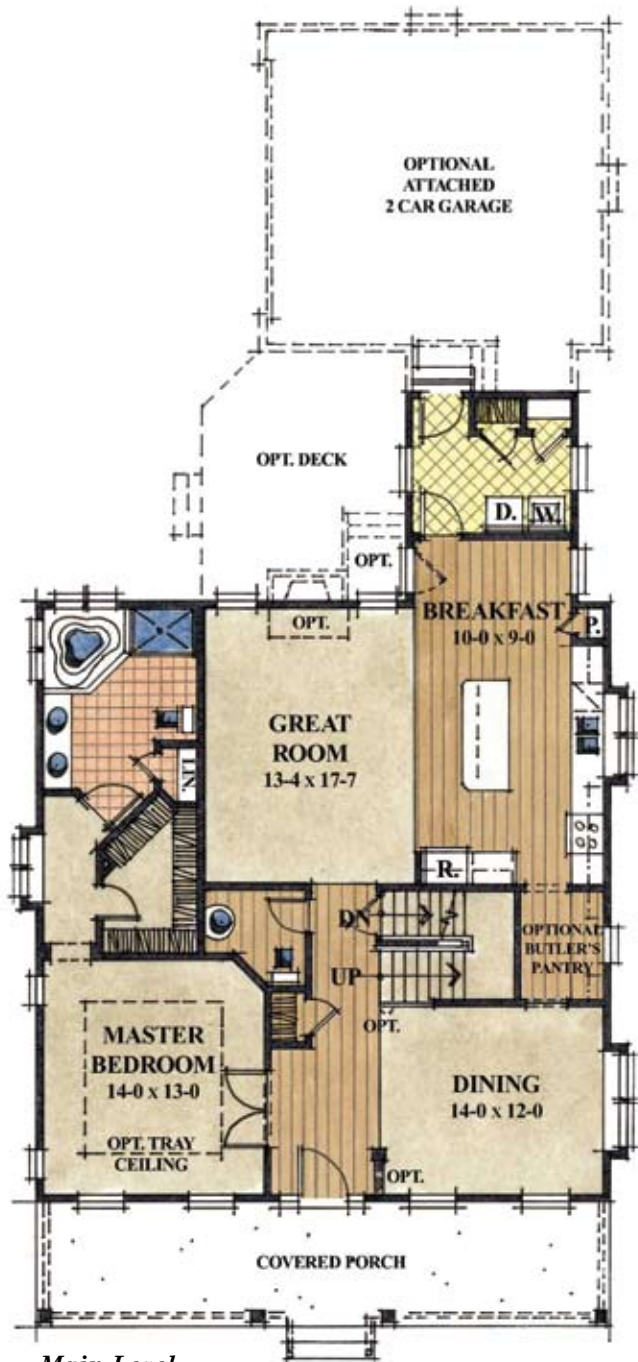 OPTIONAL
ATTACHED
2 CAR GARAGE
OPT. DECK
D.
W.
OPT.
BREAKFAST
10-0 x 9-0
P.
OPT.
GREAT
ROOM
13-4 x 17-7
LIN.
R.
DN
UP
OPTIONAL
BUTLER'S
PANTRY
OPT.
MASTER
BEDROOM
14-0 x 13-0
OPT. TRAY
CEILING
DINING
14-0 x 12-0
OPT.
COVERED PORCH
Main Level